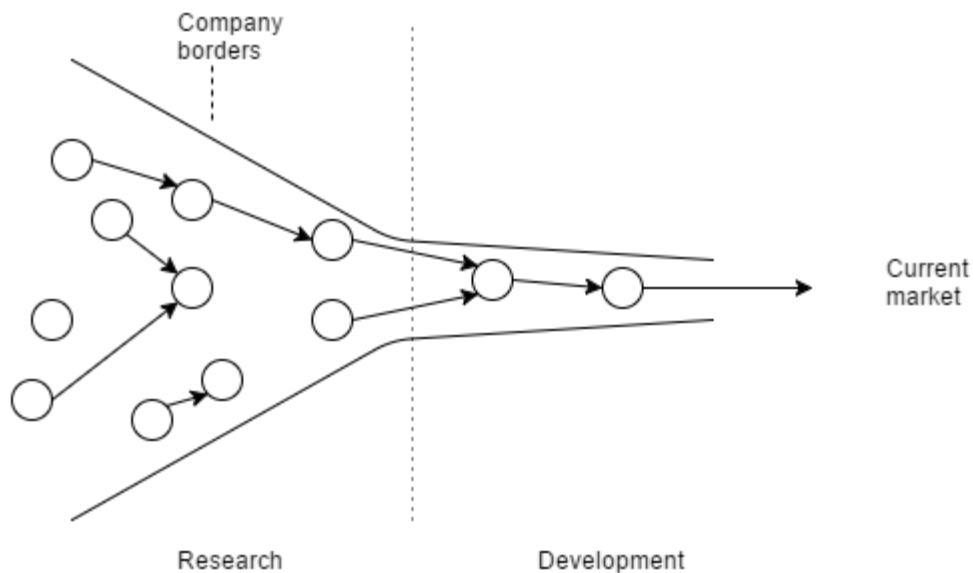 Company
borders
Current
market
Research
Development